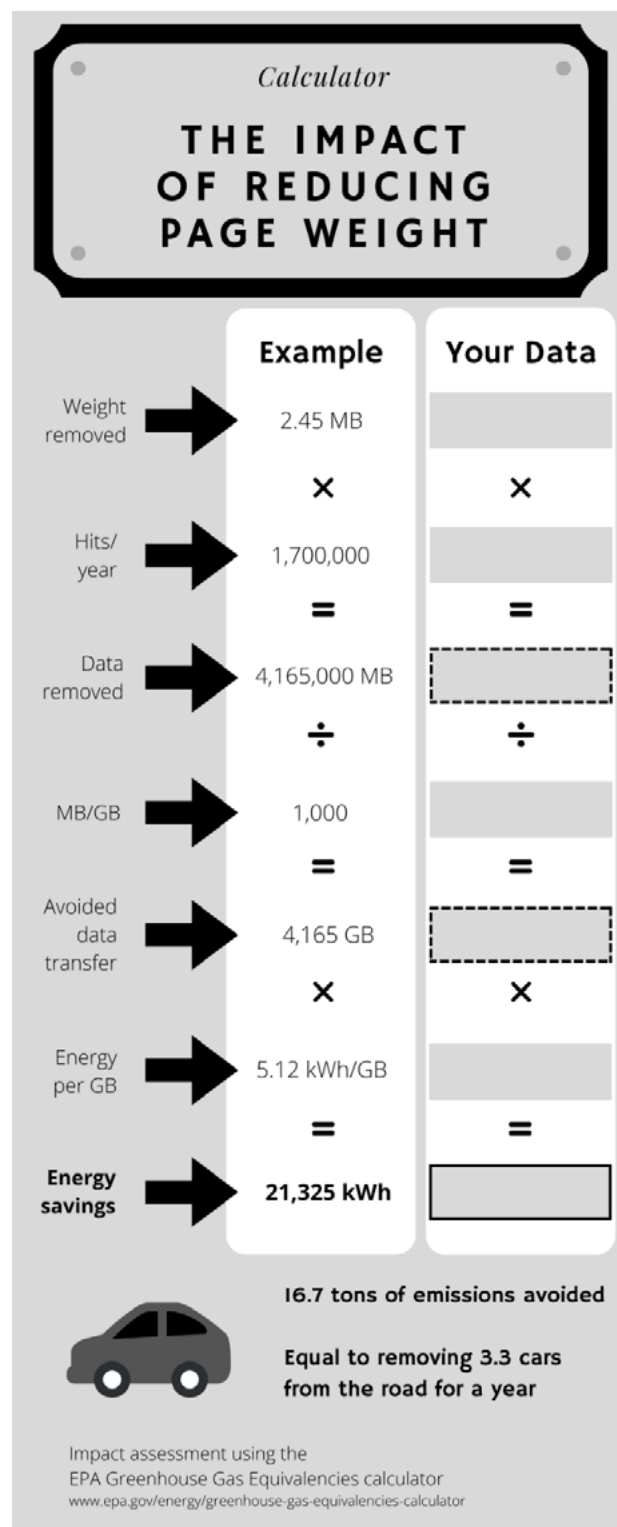 Calculator
THE IMPACT
OF REDUCING
PAGE WEIGHT
Example
Your Data
Weight
removed
2.45 MB
× ×
Hits/
year
1,700,000
= =
Data
removed
4,165,000 MB
÷ ÷
MB/GB
1,000
= =
Avoided
data
transfer
4,165 GB
× ×
Energy
per GB
5.12 kWh/GB
= =
Energy
savings
21,325 kWh
16.7 tons of emissions avoided
Equal to removing 3.3 cars
from the road for a year
Impact assessment using the
EPA Greenhouse Gas Equivalencies calculator
www.epa.gov/energy/greenhouse-gas-equivalencies-calculator